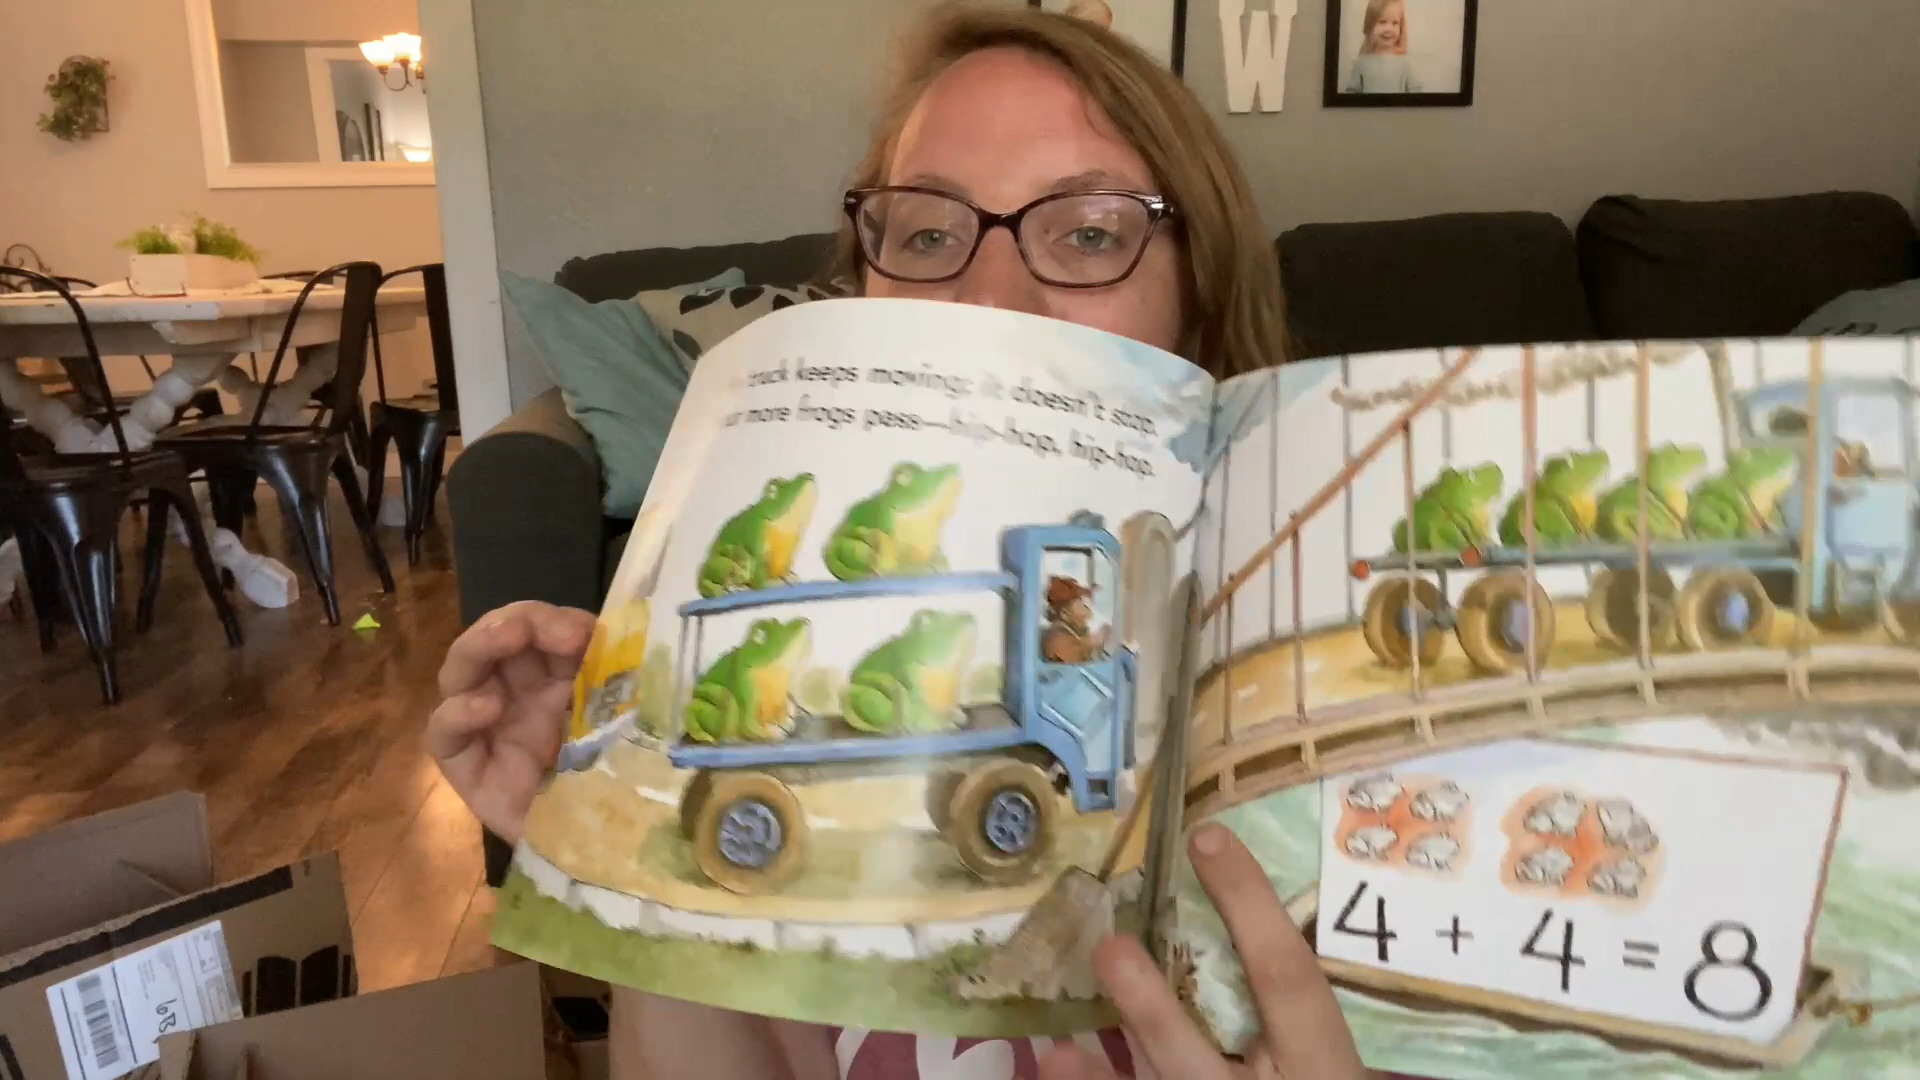 W
truck keeps moving; it doesn't stop.
more frogs pass—hip-hop, hip-hop.
4 + 4 = 8